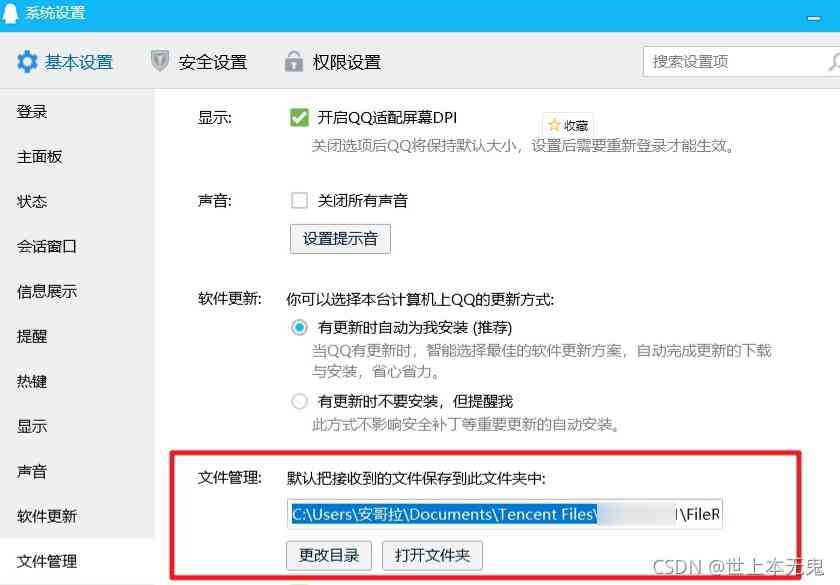 系统设置
基本设置 安全设置 权限设置 搜索设置项
登录
主面板
状态
会话窗口
信息展示
提醒
热键
显示
声音
软件更新
文件管理
显示: 开启QQ适配屏幕DPI
收藏
关闭选项后QQ将保持默认大小，设置后需要重新登录才能生效。
声音: 关闭所有声音
设置提示音
软件更新: 你可以选择本台计算机上QQ的更新方式:
有更新时自动为我安装 (推荐)
当QQ有更新时，智能选择最佳的软件更新方案，自动完成更新的下载
与安装，省心省力。
有更新时不要安装，但提醒我
此方式不影响安全补丁等重要更新的自动安装。
文件管理: 默认把接收到的文件保存到此文件夹中:
C:\Users\安哥拉\Documents\Tencent Files\ \FileR
更改目录 打开文件夹
CSDN @世上本无鬼